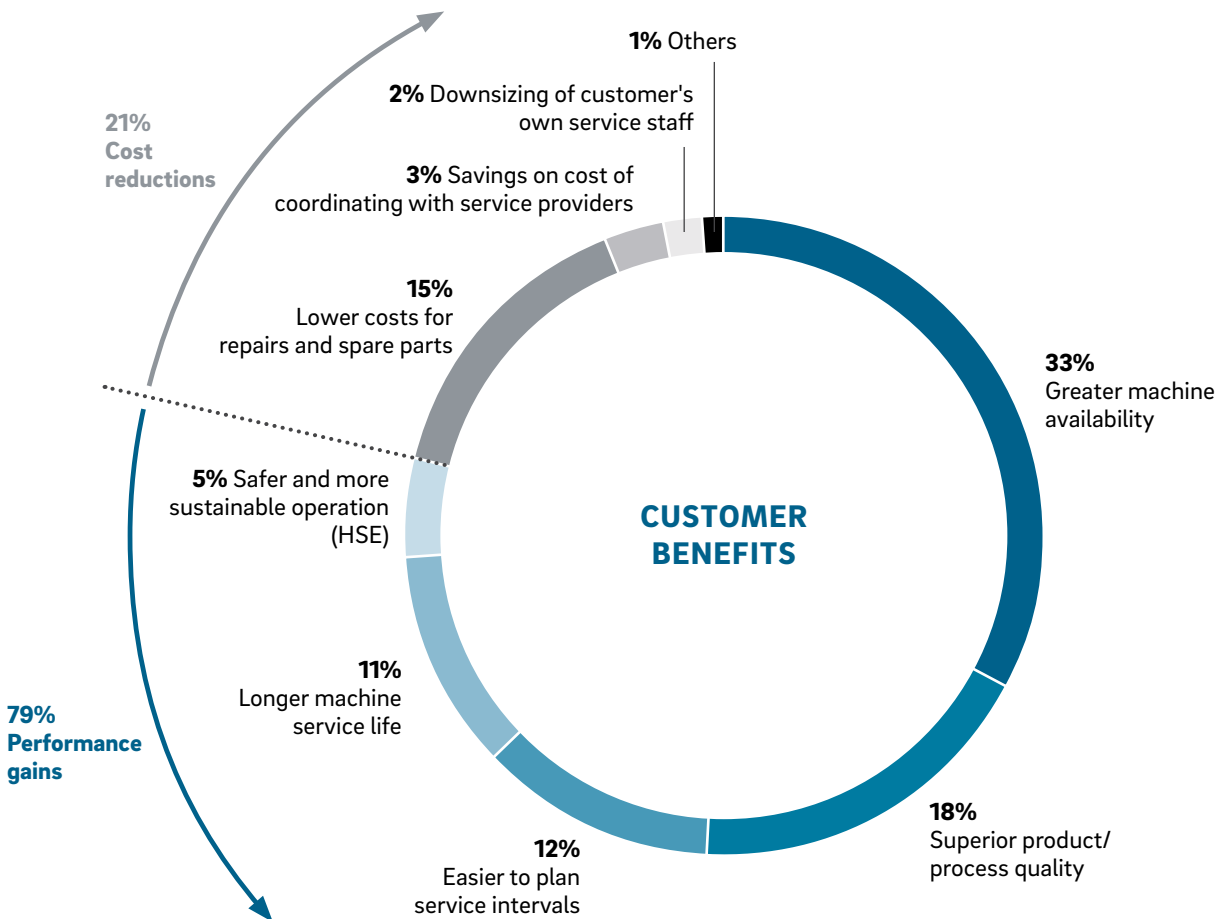 1% Others
2% Downsizing of customer's
own service staff
21%
Cost
reductions
3% Savings on cost of
coordinating with service providers
15%
Lower costs for
repairs and spare parts
33%
Greater machine
availability
5% Safer and more
sustainable operation
(HSE)
CUSTOMER
BENEFITS
11%
Longer machine
service life
79%
Performance
gains
18%
Superior product/
process quality
12%
Easier to plan
service intervals